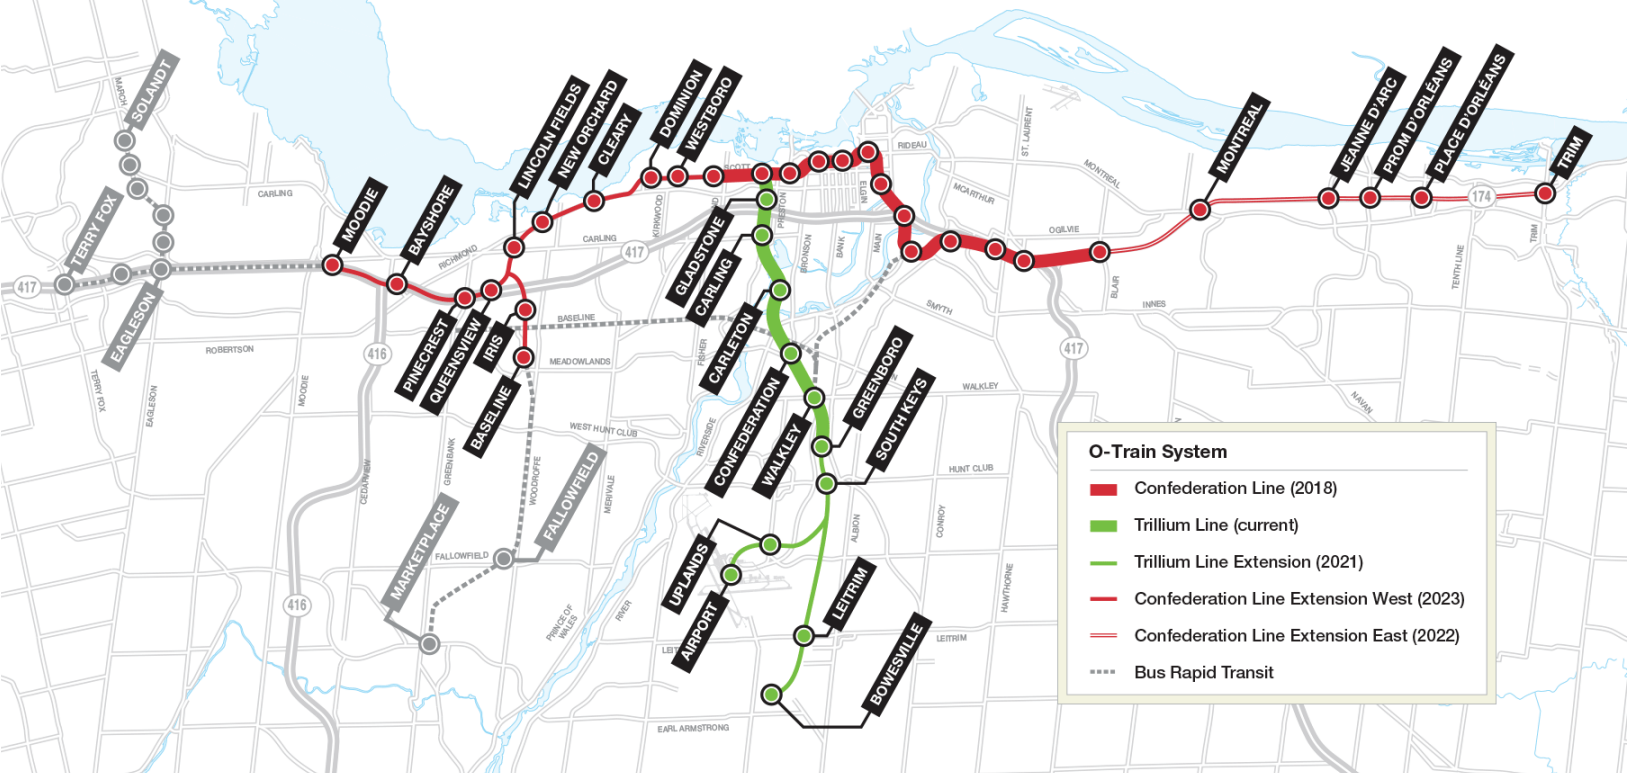 SOLANDT
MARCH
TERRY FOX
EAGLESON
417
MOODIE
BAYSHORE
CARLING
RICHMOND
LINCOLN FIELDS
NEW ORCHARD
CLEARY
DOMINION
WESTBORO
SCOTT
KIRKWOOD
CARLING
417
PINECREST
QUEENSVIEW
IRIS
BASELINE
BASELINE
MEADOWLANDS
416
ROBERTSON
TERRY FOX
EAGLESON
MOODIE
GLADSTONE
CARLING
CARLETON
CONFEDERATION
WALKLEY
GREENBORO
SOUTH KEYS
PRESTON
BRONSON
BANK
MAIN
ELGIN
RIDEAU
ST. LAURENT
MCARTHUR
MONTREAL
OGILVIE
SMYTH
BLAIR
INNES
MONTREAL
JEANNE D'ARC
PROM D'ORLÉANS
PLACE D'ORLÉANS
TRIM
174
TRIM
TENTH LINE
417
WALKLEY
NAVAN
FISHER
RIVERSIDE
WEST HUNT CLUB
HUNT CLUB
WOODROFFE
MERIVALE
GREENBANK
CEDARVIEW
FALLOWFIELD
MARKETPLACE
FALLOWFIELD
416
PRINCE OF
WALES
RIVER
UPLANDS
AIRPORT
LEITRIM
BOWESVILLE
ALBION
CONROY
HAWTHORNE
LEITRIM
EARL ARMSTRONG
O-Train System
Confederation Line (2018)
Trillium Line (current)
Trillium Line Extension (2021)
Confederation Line Extension West (2023)
Confederation Line Extension East (2022)
Bus Rapid Transit